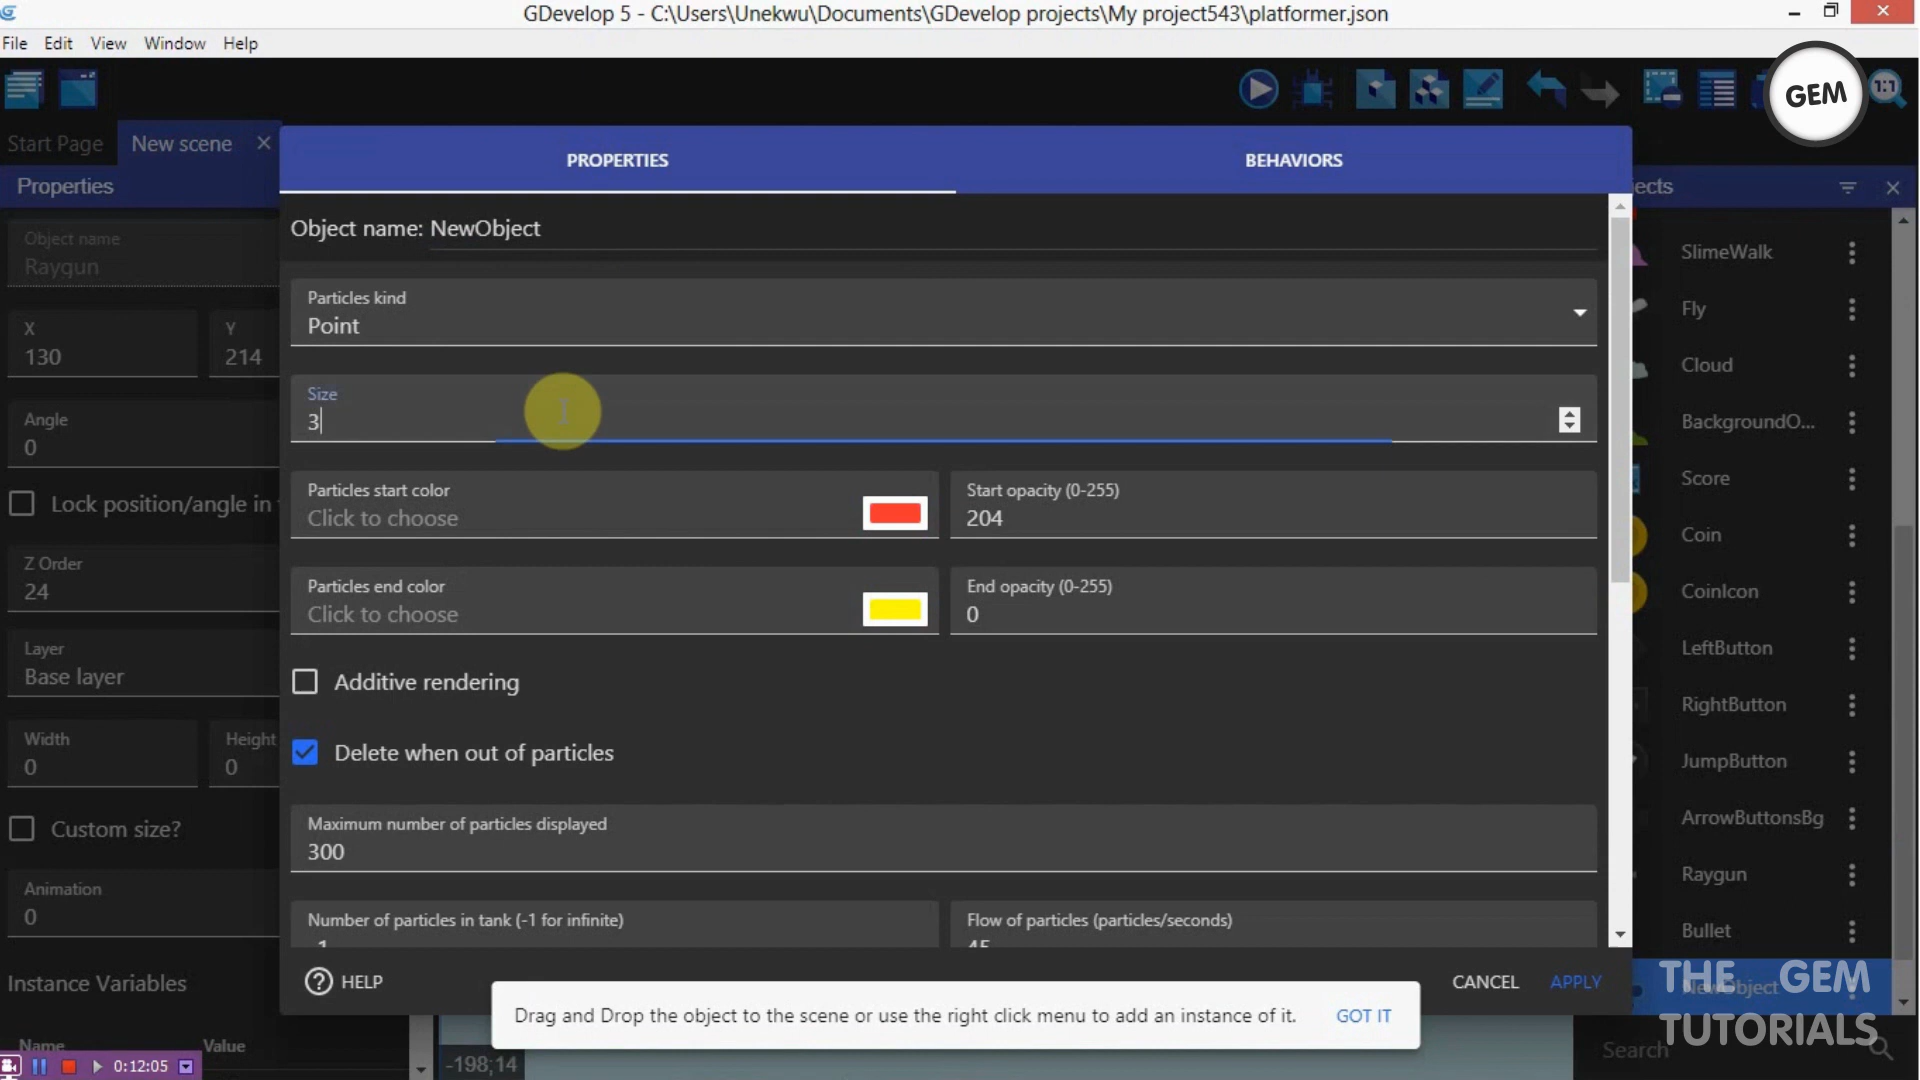 GDevelop 5 - C:\Users\Unekwu\Documents\GDevelop projects\My project543\platformer.json
File Edit View Window Help
GEM
1:1
Start Page
New scene
Properties
PROPERTIES
BEHAVIORS
ects
Object name
Raygun
Object name: NewObject
SlimeWalk
X
130
Y
214
Particles kind
Point
Fly
Cloud
Angle
0
Size
3
BackgroundO...
Lock position/angle in
Particles start color
Click to choose
Start opacity (0-255)
204
Score
Coin
Z Order
24
Particles end color
Click to choose
End opacity (0-255)
0
CoinIcon
Layer
Base layer
Additive rendering
LeftButton
RightButton
Width
0
Height
0
Delete when out of particles
JumpButton
Custom size?
Maximum number of particles displayed
300
ArrowButtonsBg
Animation
0
Number of particles in tank (-1 for infinite)
-1
Flow of particles (particles/seconds)
45
Raygun
Bullet
Instance Variables
HELP
CANCEL
APPLY
NewObject
THE GEM
TUTORIALS
Drag and Drop the object to the scene or use the right click menu to add an instance of it.
GOT IT
Name
Value
Search
0:12:05
-198;14